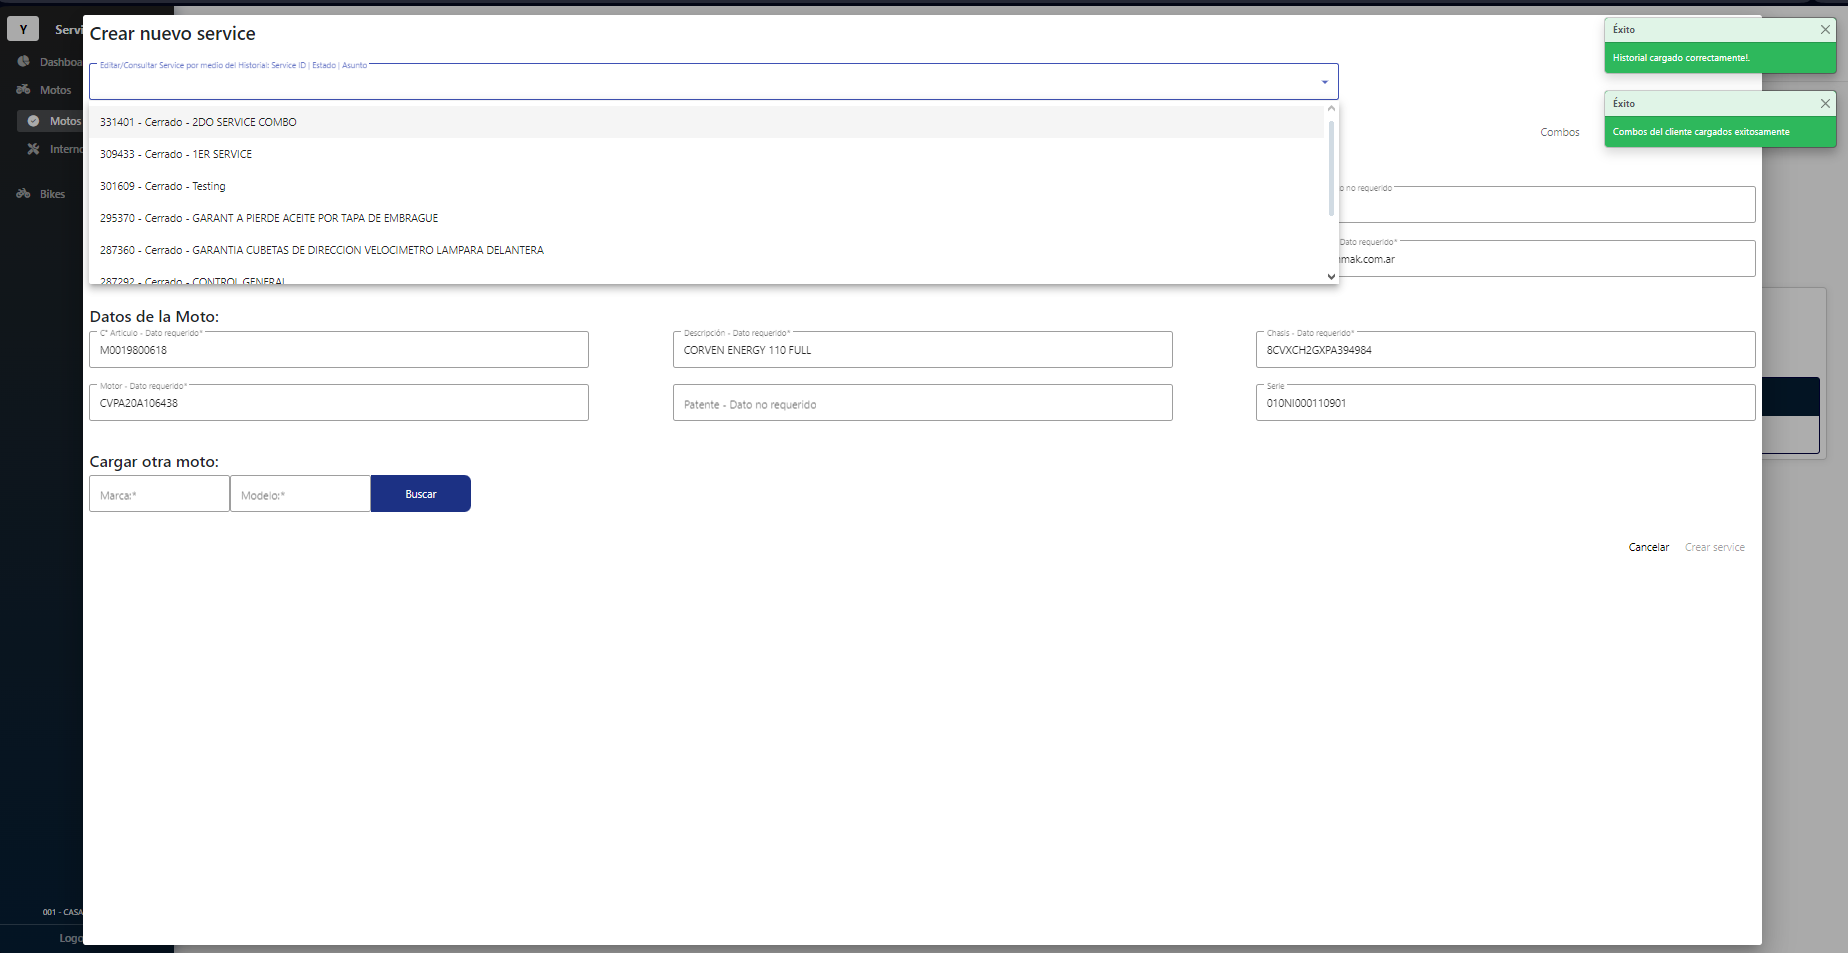 Y
Servi
Dashboa
Motos
Motos
Interno
Bikes
001 - CASA
Logo
Crear nuevo service
Editar/Consultar Service por medio del Historial: Service ID | Estado | Asunto
331401 - Cerrado - 2DO SERVICE COMBO
309433 - Cerrado - 1ER SERVICE
301609 - Cerrado - Testing
295370 - Cerrado - GARANT A PIERDE ACEITE POR TAPA DE EMBRAGUE
287360 - Cerrado - GARANTIA CUBETAS DE DIRECCION VELOCIMETRO LAMPARA DELANTERA
287292 - Cerrado - CONTROL GENERAL
Combos
o no requerido
Dato requerido*
mak.com.ar
Datos de la Moto:
C° Artículo - Dato requerido*
M0019800618
Descripción - Dato requerido*
CORVEN ENERGY 110 FULL
Chásis - Dato requerido*
8CVXCH2GXPA394984
Motor - Dato requerido*
CVPA20A106438
Patente - Dato no requerido
Serie
010NI000110901
Cargar otra moto:
Marca:*
Modelo:*
Buscar
Cancelar
Crear service
Éxito
Historial cargado correctamente!.
Éxito
Combos del cliente cargados exitosamente